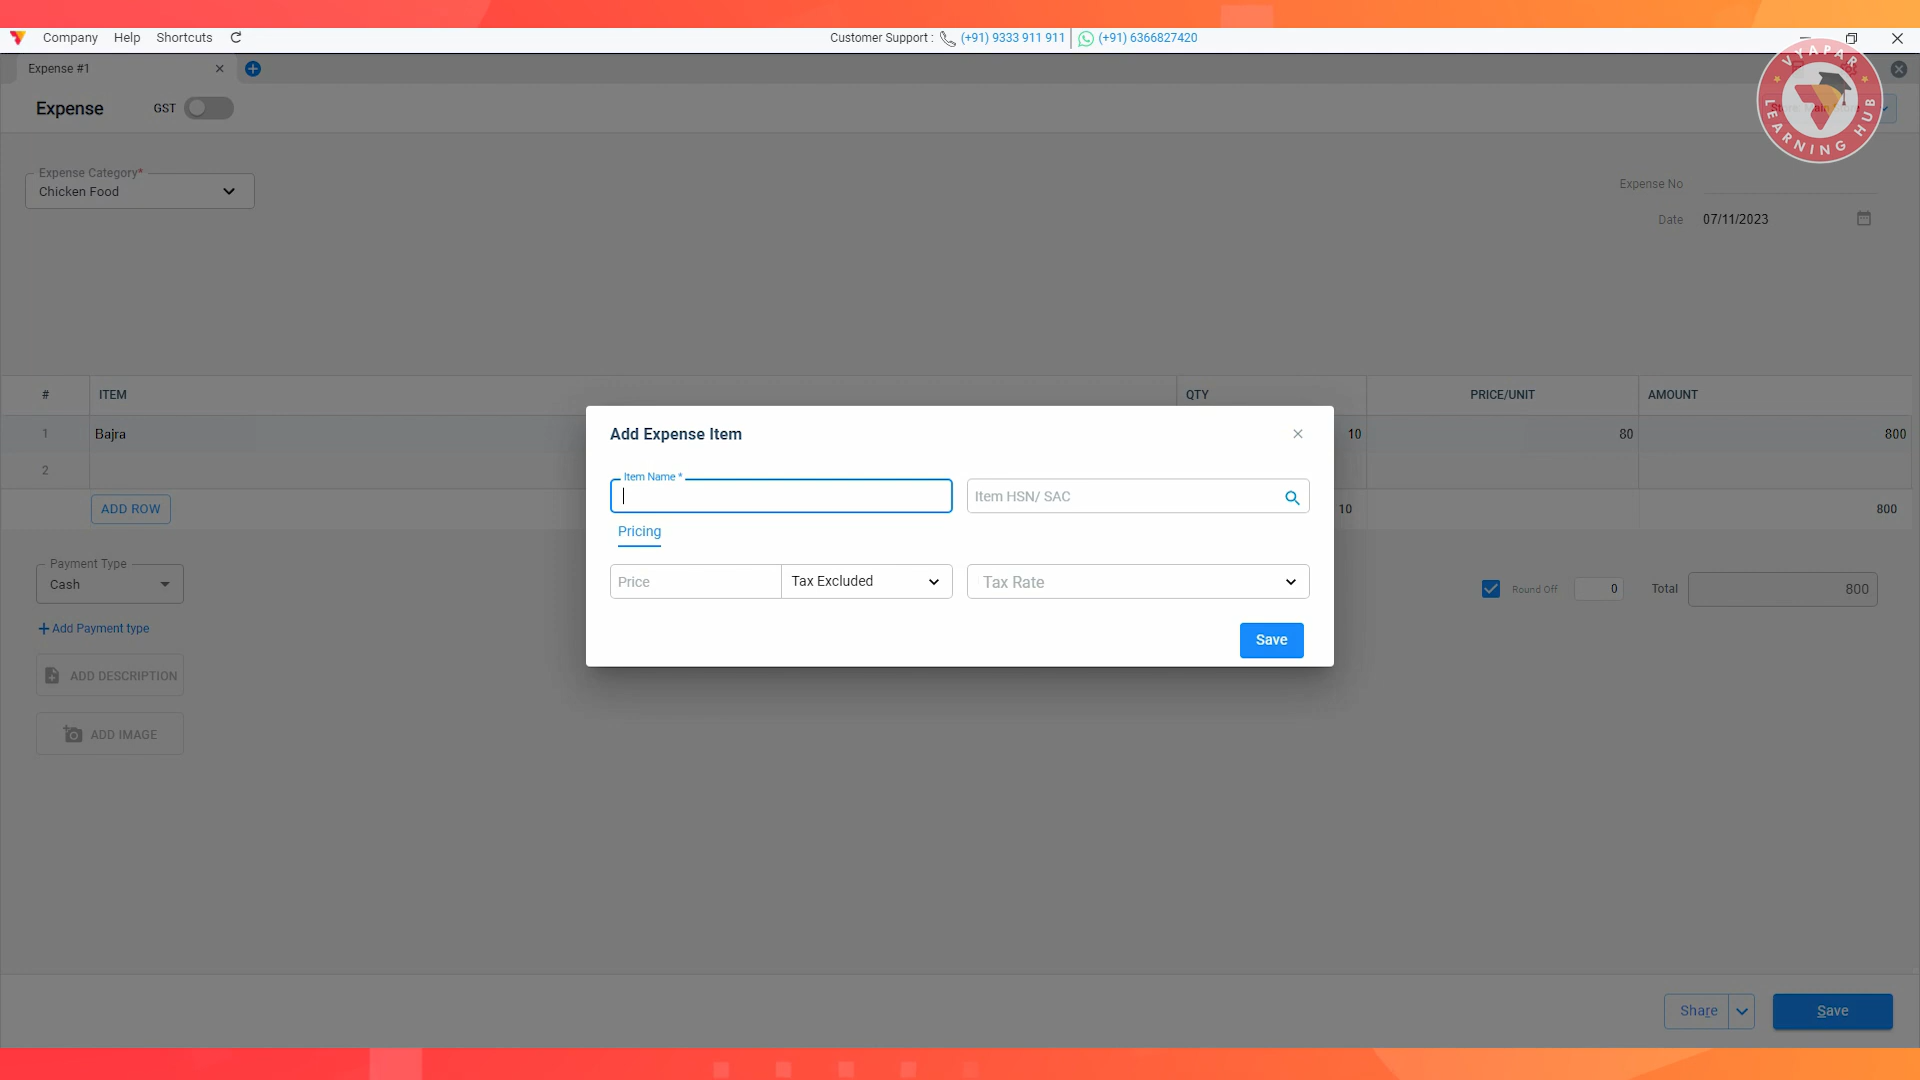 Company Help Shortcuts
Customer Support : (+91) 9333 911 911 (+91) 6366827420
Expense #1
Expense GST
VYAPAR
LEARNING HUB
Expense Category*
Chicken Food
Expense No
Date 07/11/2023
# ITEM QTY PRICE/UNIT AMOUNT
1 Bajra 10 80 800
2
ADD ROW 10 800
Add Expense Item
Item Name *
Item HSN/ SAC
Pricing
Price Tax Excluded Tax Rate
Save
Payment Type
Cash
Round Off 0 Total 800
Add Payment type
ADD DESCRIPTION
ADD IMAGE
Share Save